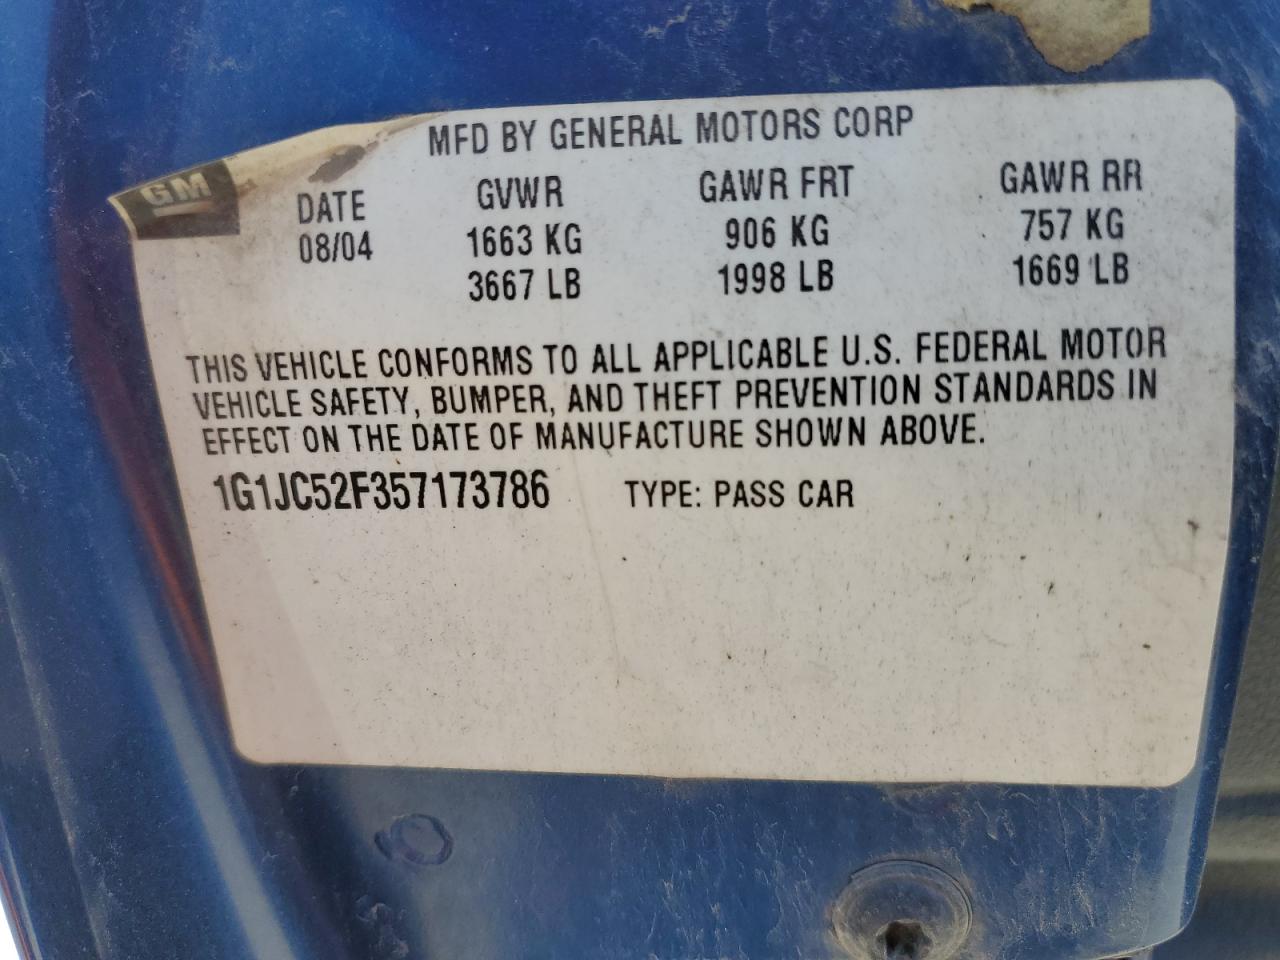 MFD BY GENERAL MOTORS CORP
GM
DATE GVWR GAWR FRT GAWR RR
08/04 1663 KG 906 KG 757 KG
3667 LB 1998 LB 1669 LB
THIS VEHICLE CONFORMS TO ALL APPLICABLE U.S. FEDERAL MOTOR
VEHICLE SAFETY, BUMPER, AND THEFT PREVENTION STANDARDS IN
EFFECT ON THE DATE OF MANUFACTURE SHOWN ABOVE.
1G1JC52F357173786 TYPE: PASS CAR